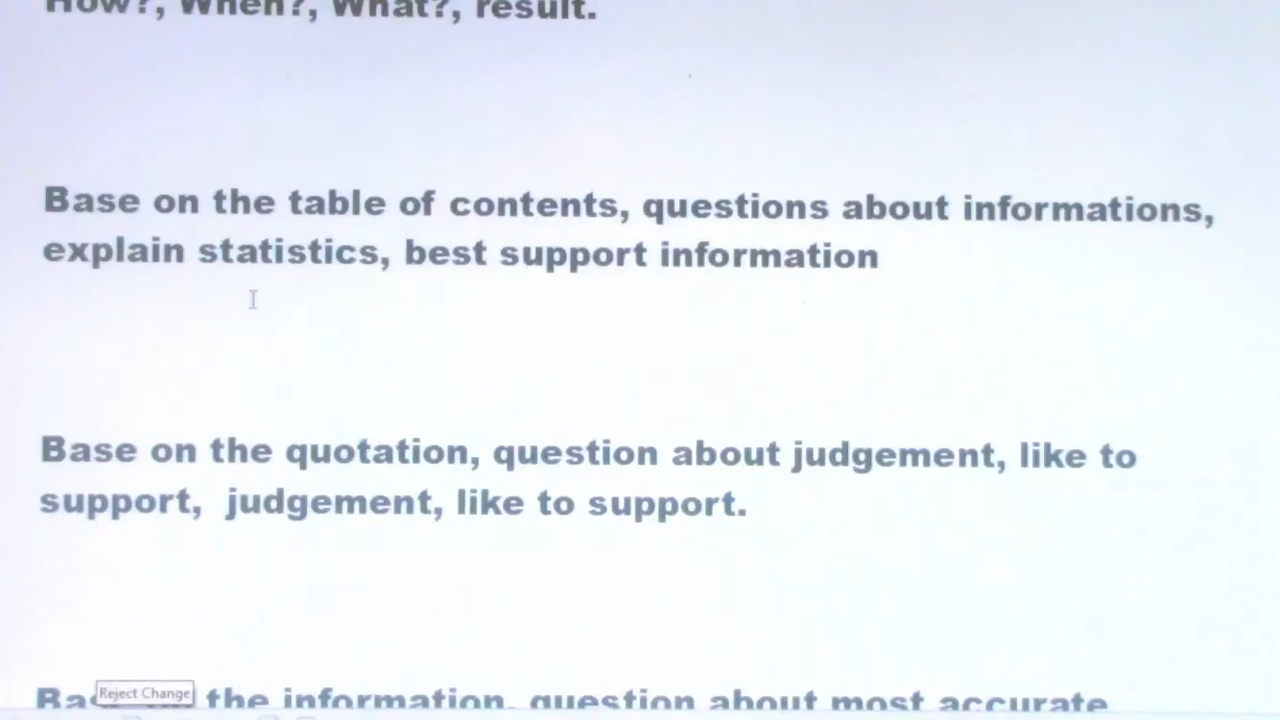 How?, When?, What?, result.
Base on the table of contents, questions about informations,
explain statistics, best support information
Base on the quotation, question about judgement, like to
support, judgement, like to support.
the information, question about most accurate
Reject Change